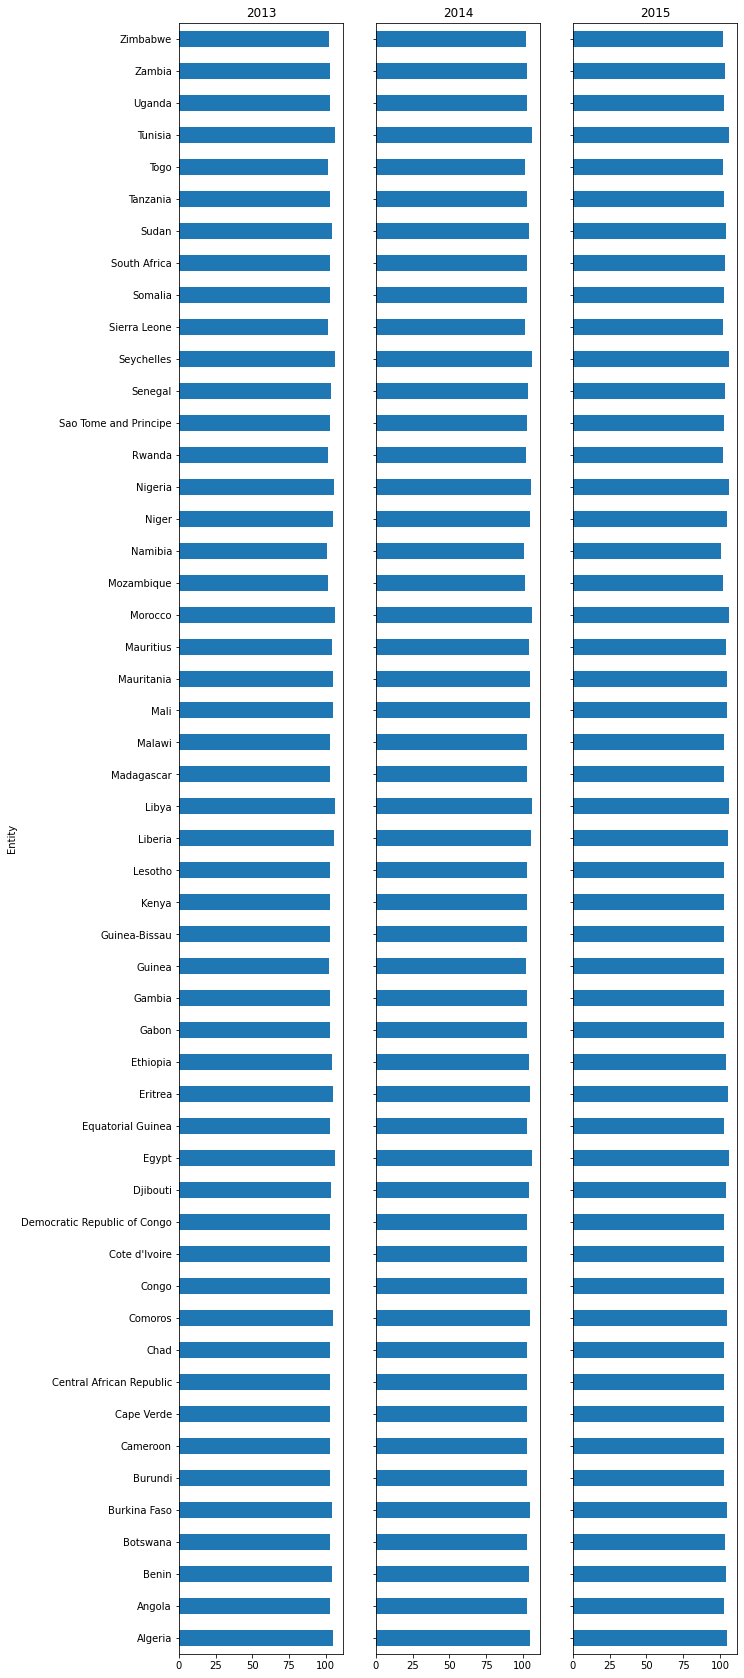 2013 2014 2015
Zimbabwe
Zambia
Uganda
Tunisia
Togo
Tanzania
Sudan
South Africa
Somalia
Sierra Leone
Seychelles
Senegal
Sao Tome and Principe
Rwanda
Nigeria
Niger
Namibia
Mozambique
Morocco
Mauritius
Mauritania
Mali
Malawi
Madagascar
Libya
Entity
Liberia
Lesotho
Kenya
Guinea-Bissau
Guinea
Gambia
Gabon
Ethiopia
Eritrea
Equatorial Guinea
Egypt
Djibouti
Democratic Republic of Congo
Cote d'Ivoire
Congo
Comoros
Chad
Central African Republic
Cape Verde
Cameroon
Burundi
Burkina Faso
Botswana
Benin
Angola
Algeria
0 25 50 75 100 0 25 50 75 100 0 25 50 75 100